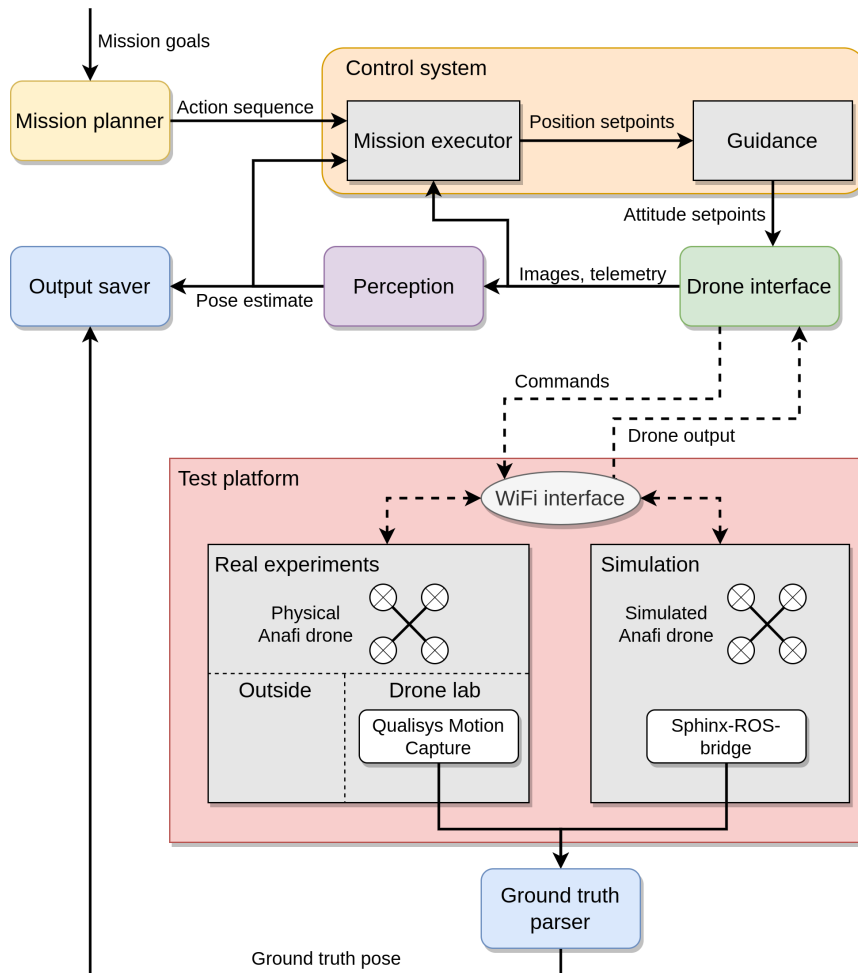 Mission goals
Control system
Mission planner
Action sequence
Mission executor
Position setpoints
Guidance
Attitude setpoints
Output saver
Pose estimate
Perception
Images, telemetry
Drone interface
Commands
Drone output
Test platform
WiFi interface
Real experiments
Physical
Anafi drone
Outside
Drone lab
Qualisys Motion
Capture
Simulation
Simulated
Anafi drone
Sphinx-ROS-
bridge
Ground truth
parser
Ground truth pose